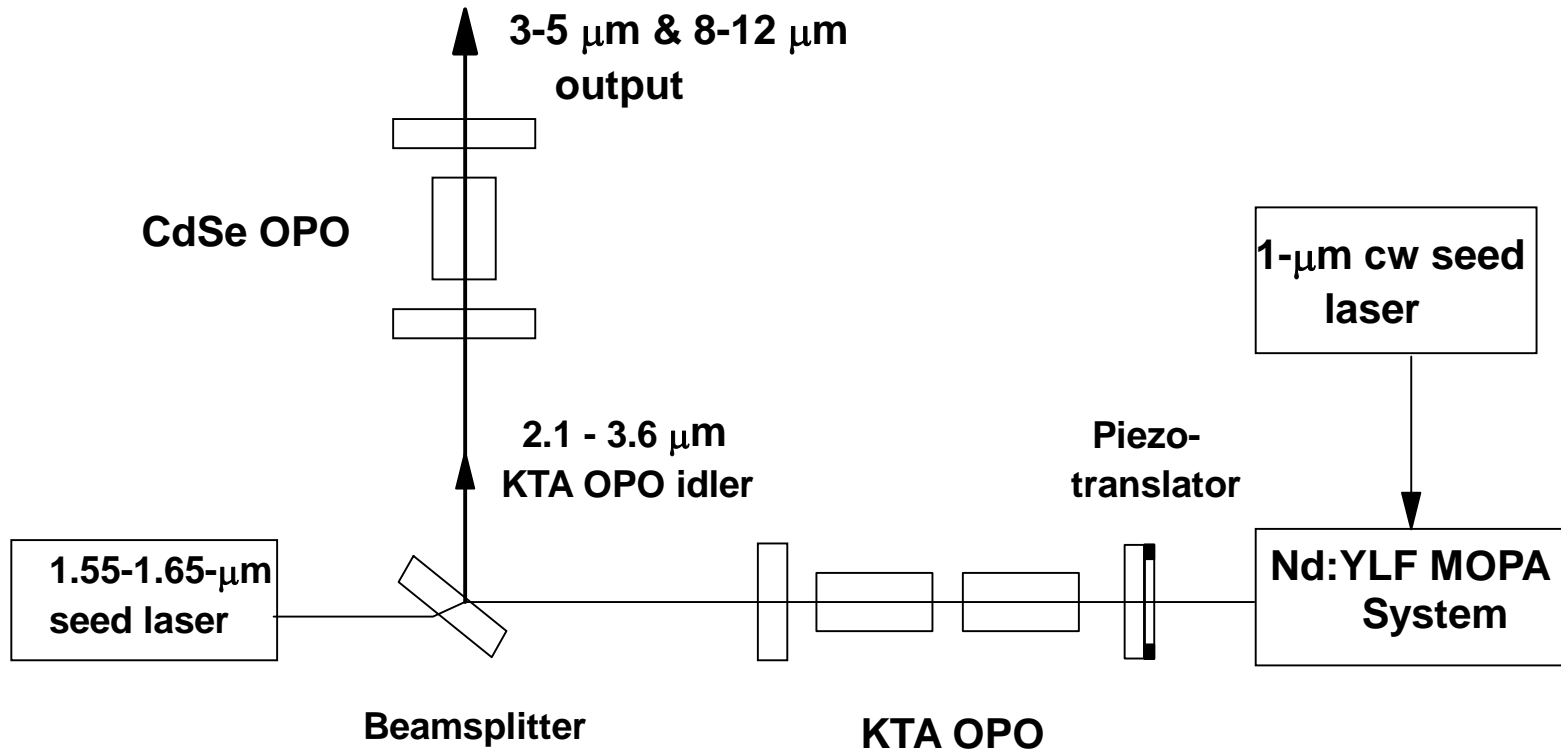 3-5 μm & 8-12 μm
output
CdSe OPO
1-μm cw seed
laser
2.1 - 3.6 μm
KTA OPO idler
Piezo-
translator
1.55-1.65-μm
seed laser
Nd:YLF MOPA
System
Beamsplitter
KTA OPO